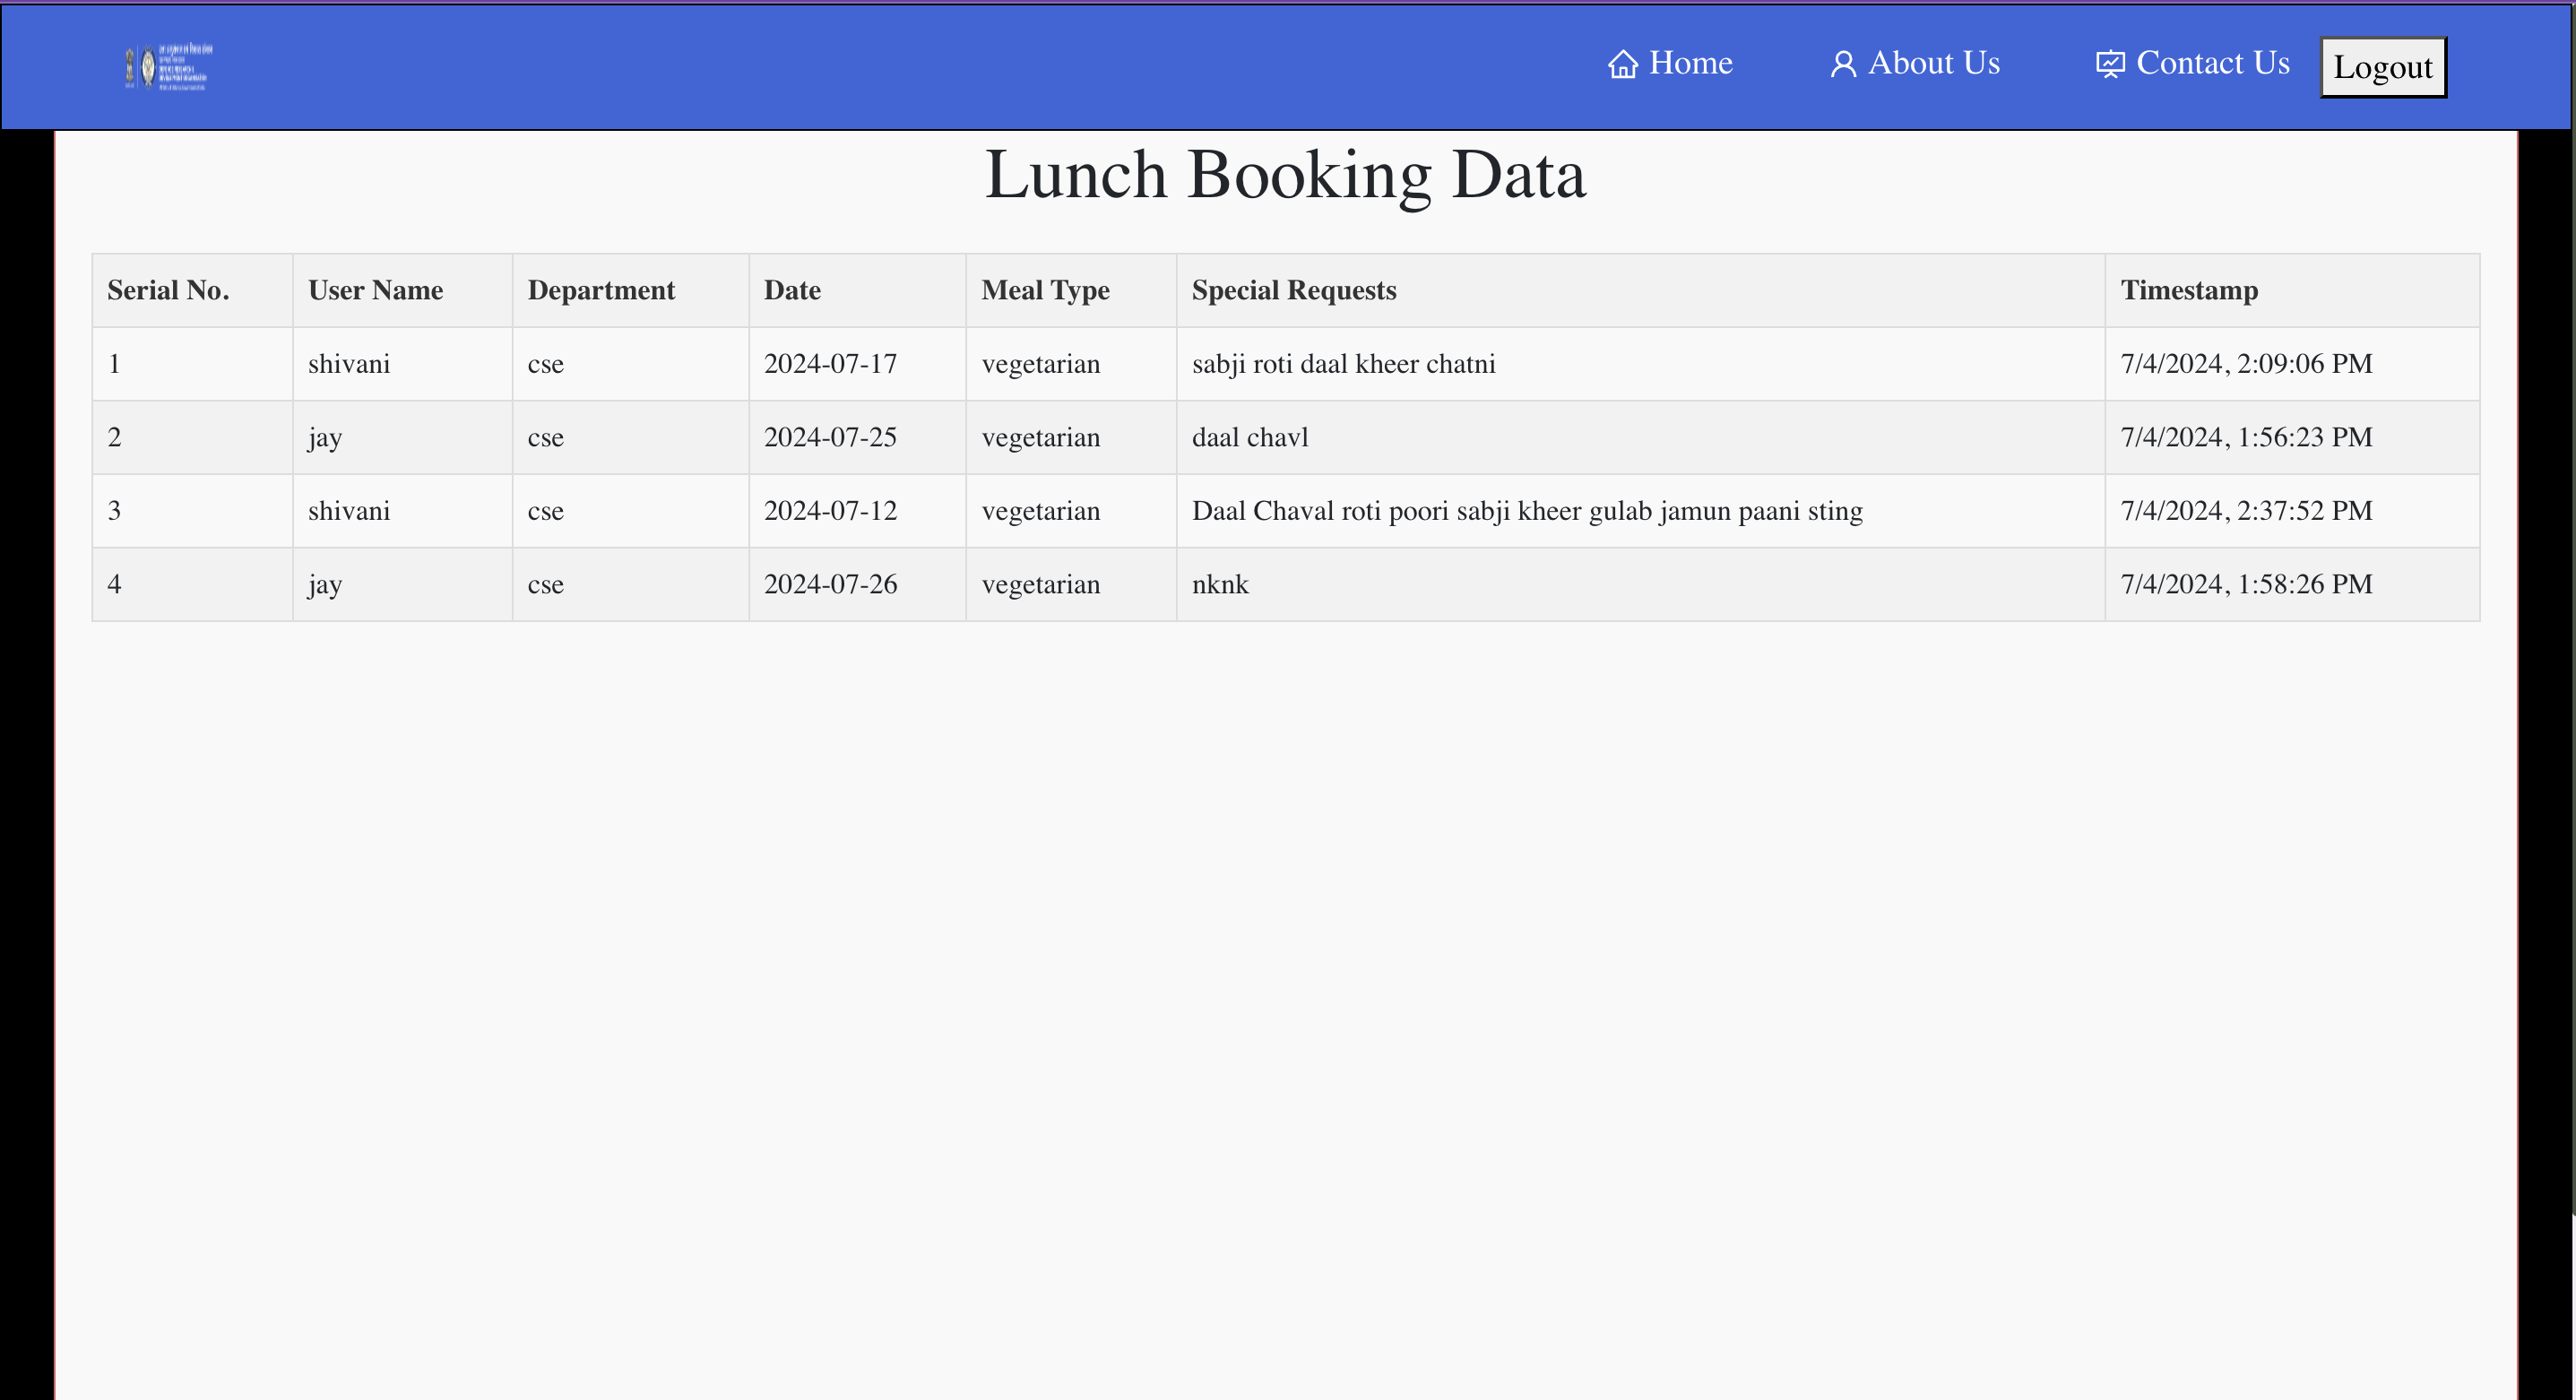 Home About Us Contact Us Logout
Lunch Booking Data
Serial No. User Name Department Date Meal Type Special Requests Timestamp
1 shivani cse 2024-07-17 vegetarian sabji roti daal kheer chatni 7/4/2024, 2:09:06 PM
2 jay cse 2024-07-25 vegetarian daal chavl 7/4/2024, 1:56:23 PM
3 shivani cse 2024-07-12 vegetarian Daal Chaval roti poori sabji kheer gulab jamun paani sting 7/4/2024, 2:37:52 PM
4 jay cse 2024-07-26 vegetarian nknk 7/4/2024, 1:58:26 PM